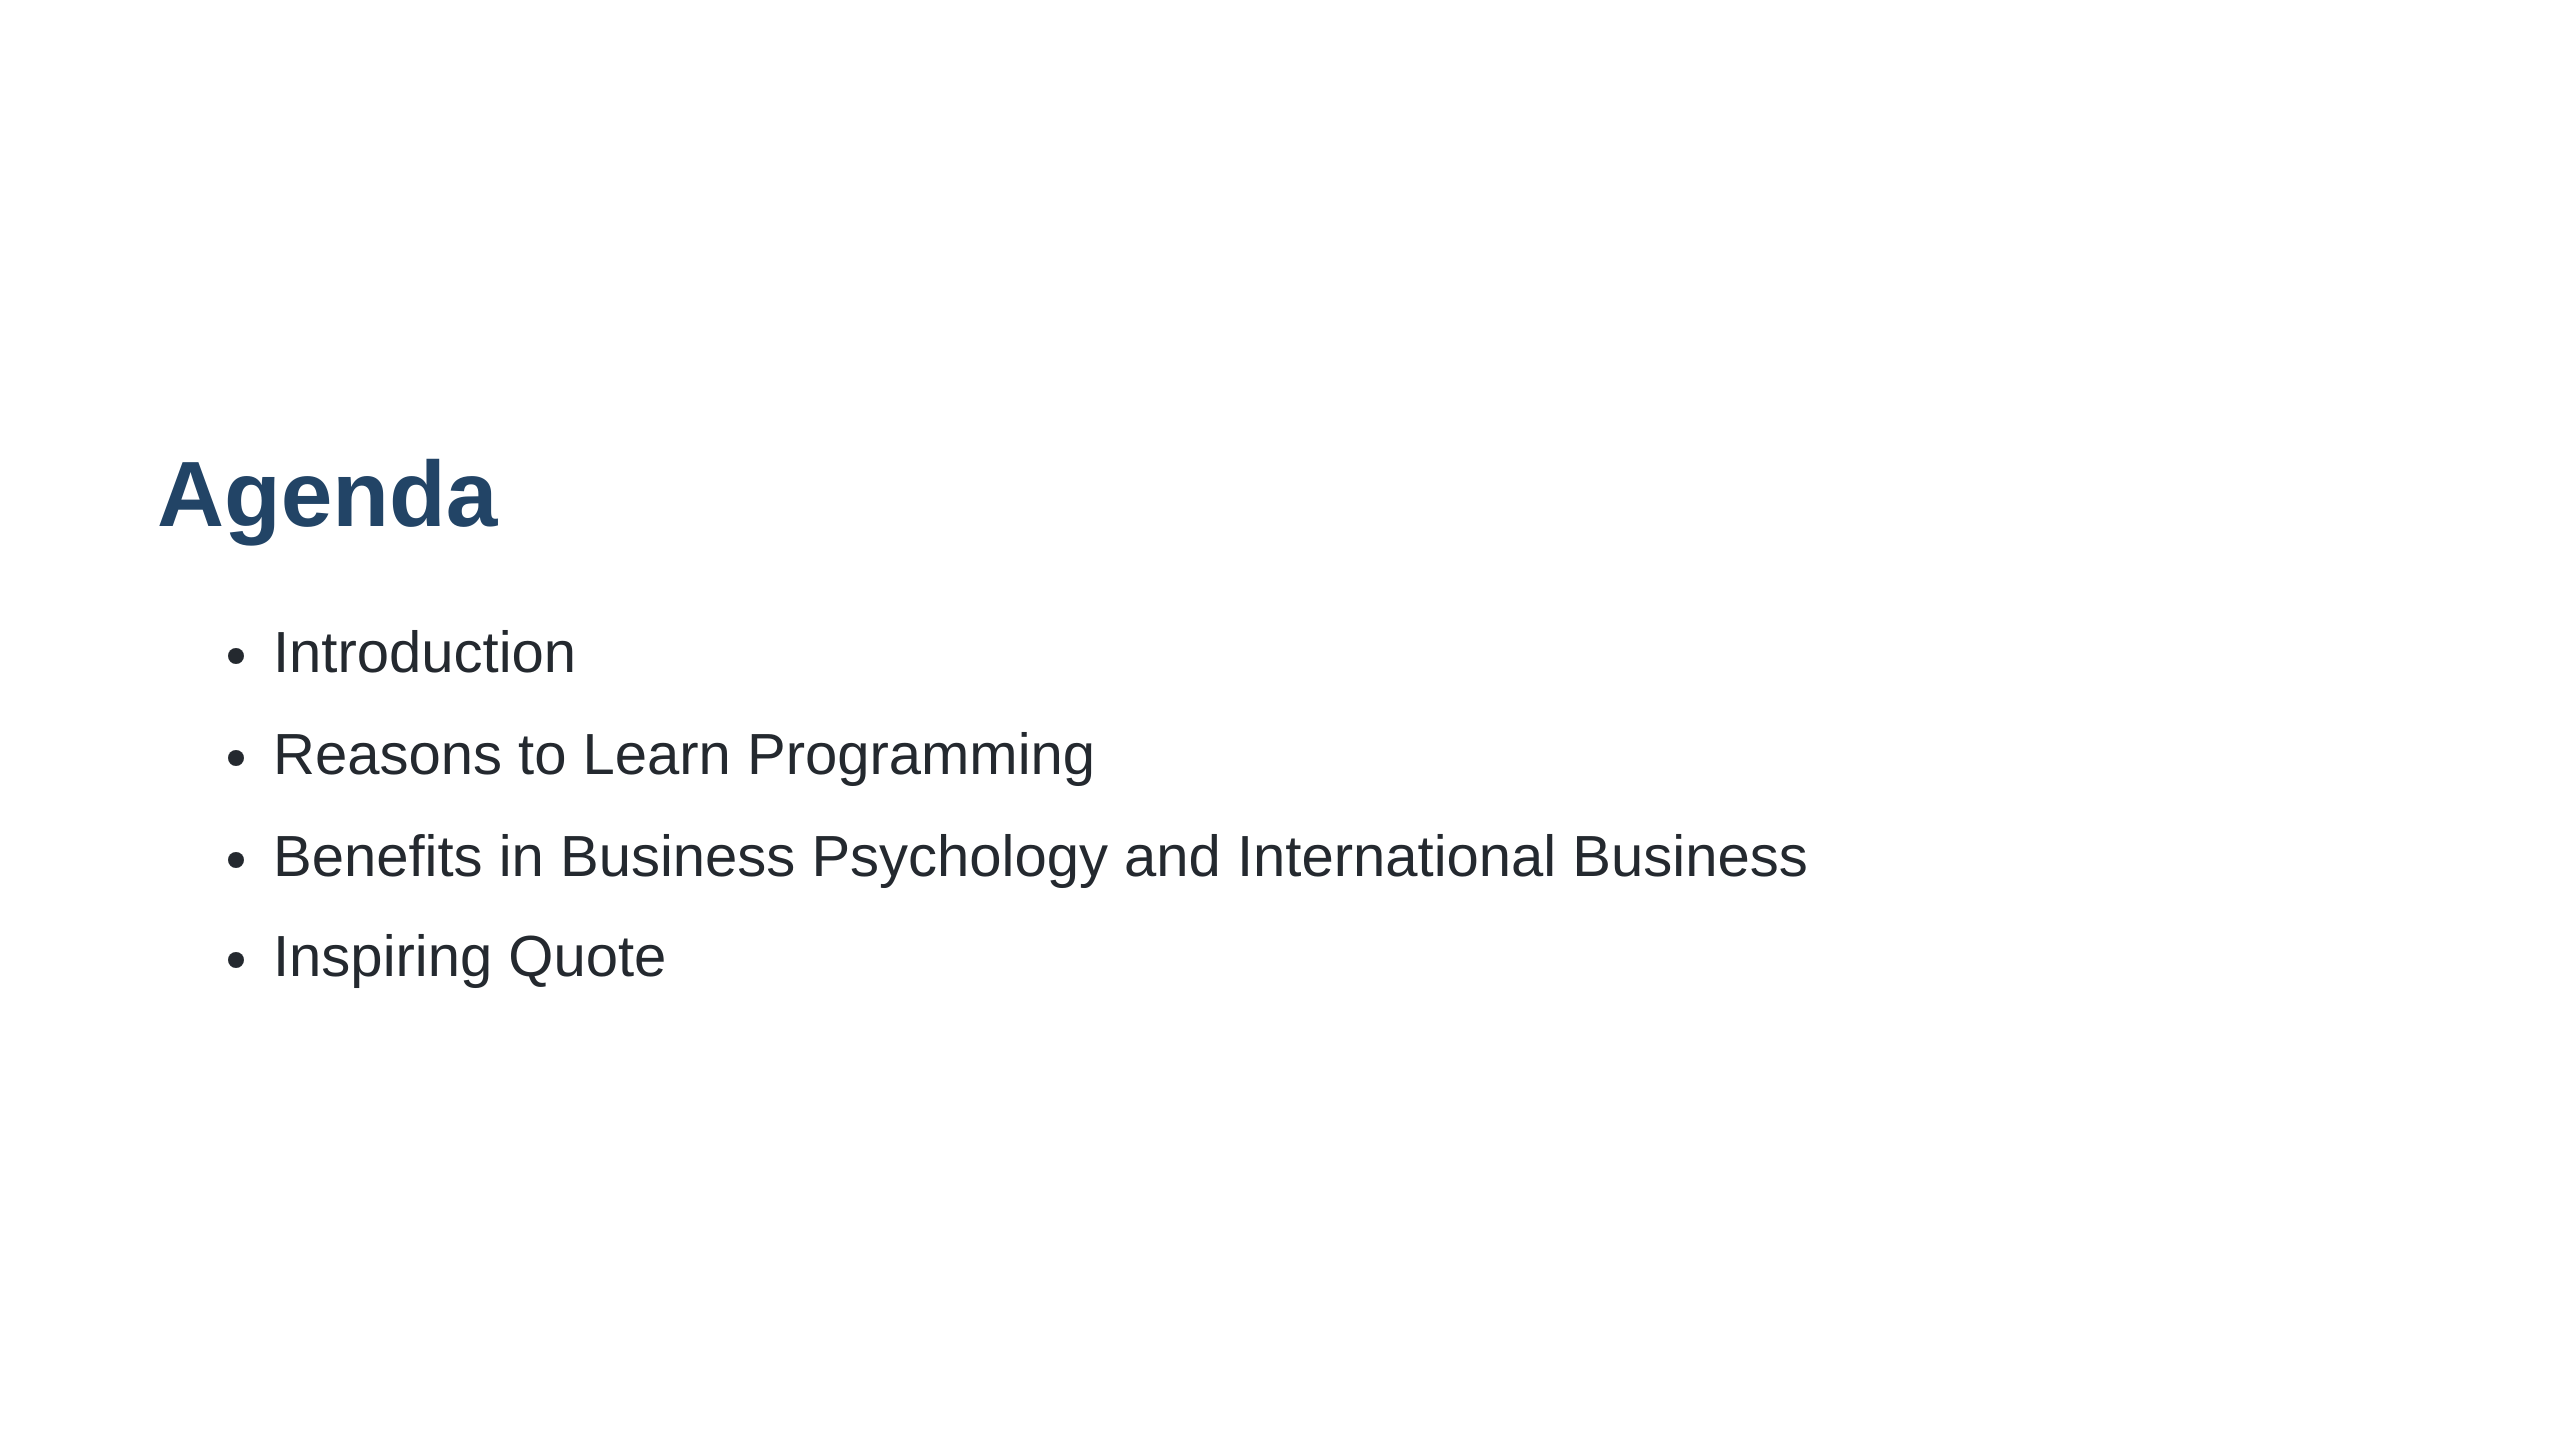 Agenda
• Introduction
• Reasons to Learn Programming
• Benefits in Business Psychology and International Business
• Inspiring Quote